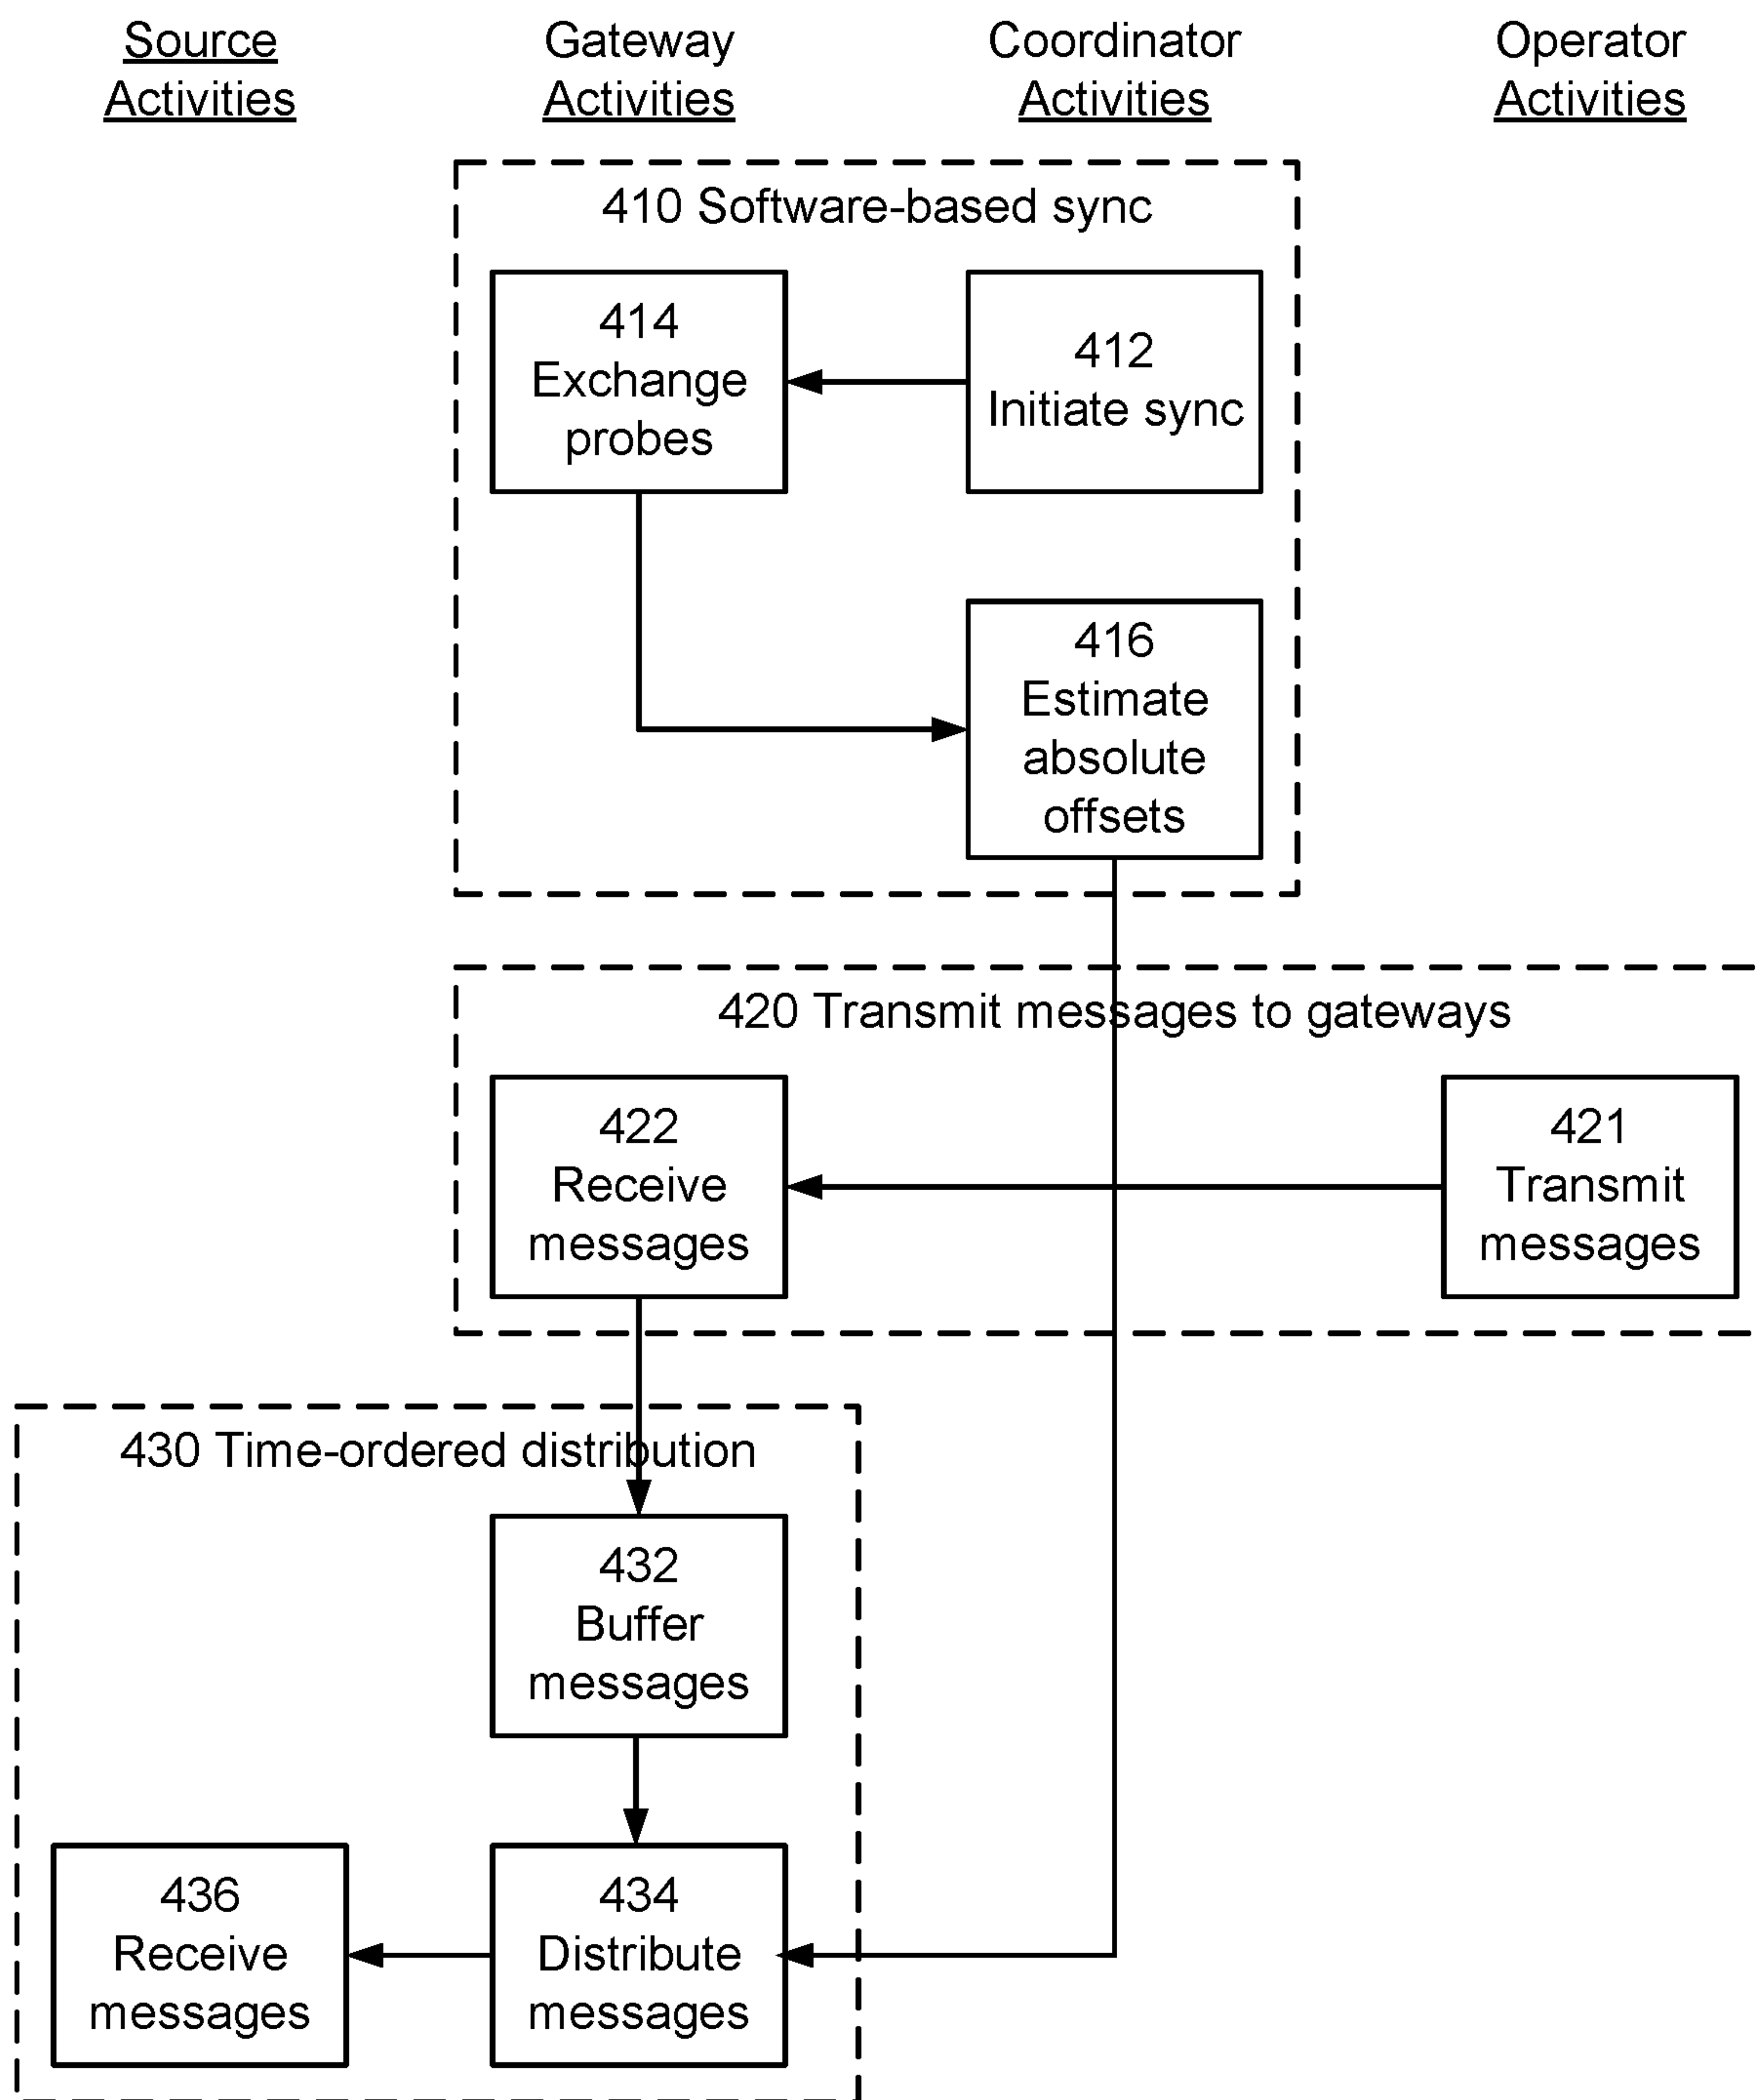 Source
Activities
Gateway
Activities
Coordinator
Activities
Operator
Activities
410 Software-based sync
414
Exchange
probes
412
Initiate sync
416
Estimate
absolute
offsets
420 Transmit messages to gateways
422
Receive
messages
421
Transmit
messages
430 Time-ordered distribution
432
Buffer
messages
436
Receive
messages
434
Distribute
messages